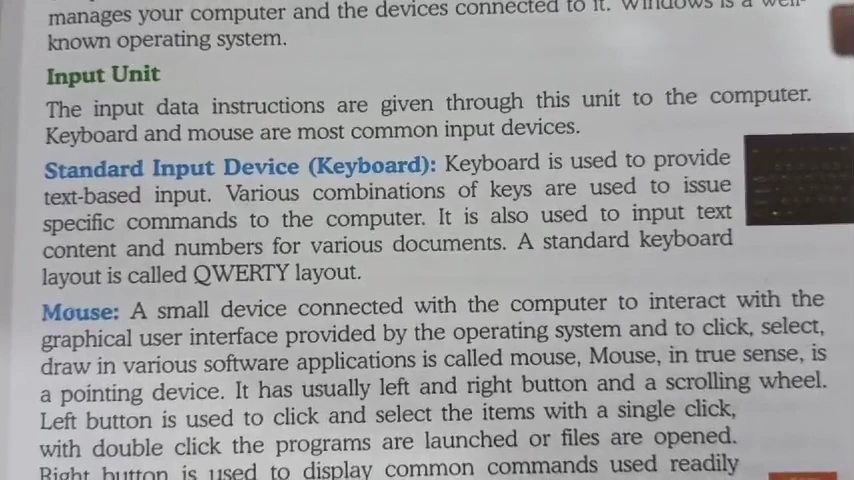 manages your computer and the devices connected to it. Windows is a well-
known operating system.
Input Unit
The input data instructions are given through this unit to the computer.
Keyboard and mouse are most common input devices.
Standard Input Device (Keyboard): Keyboard is used to provide
text-based input. Various combinations of keys are used to issue
specific commands to the computer. It is also used to input text
content and numbers for various documents. A standard keyboard
layout is called QWERTY layout.
Mouse: A small device connected with the computer to interact with the
graphical user interface provided by the operating system and to click, select,
draw in various software applications is called mouse, Mouse, in true sense, is
a pointing device. It has usually left and right button and a scrolling wheel.
Left button is used to click and select the items with a single click,
with double click the programs are launched or files are opened.
Right button is used to display common commands used readily